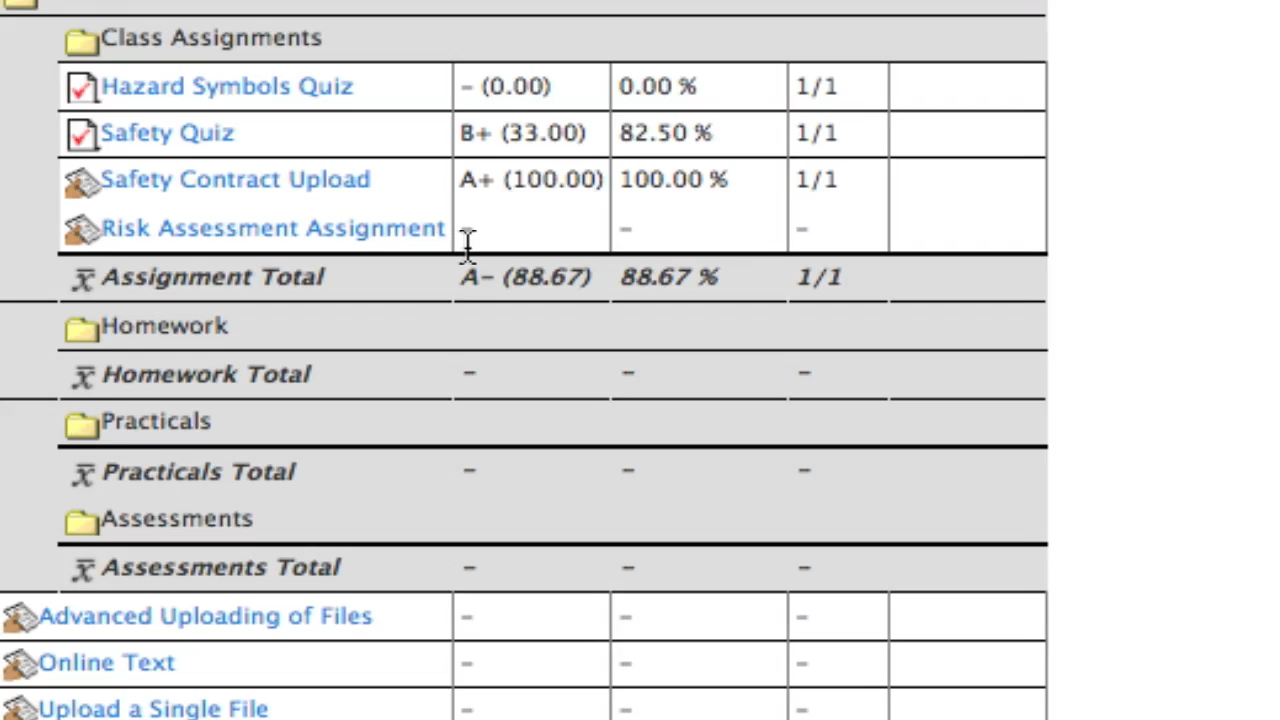 Class Assignments
Hazard Symbols Quiz – (0.00) 0.00 % 1/1
Safety Quiz B+ (33.00) 82.50 % 1/1
Safety Contract Upload A+ (100.00) 100.00 % 1/1
Risk Assessment Assignment – – –
x̅ Assignment Total A– (88.67) 88.67 % 1/1
Homework
x̅ Homework Total – – –
Practicals
x̅ Practicals Total – – –
Assessments
x̅ Assessments Total – – –
Advanced Uploading of Files – – –
Online Text – – –
Upload a Single File – – –